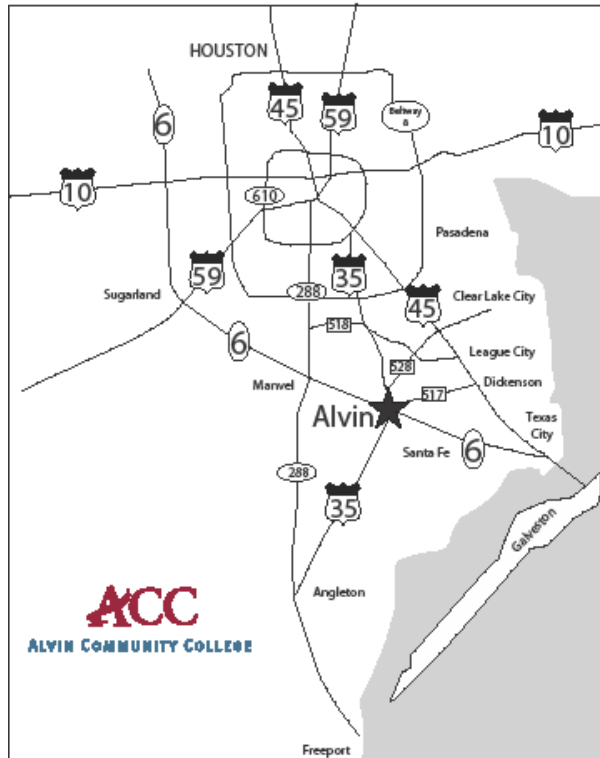 HOUSTON
45
59
Beltway
8
6
10
10
610
Pasadena
59
35
Sugarland
288
45
Clear Lake City
518
6
League City
528
Manvel
Dickenson
517
Alvin
Texas
City
Santa Fe
6
288
35
Galveston
Angleton
ACC
ALVIN COMMUNITY COLLEGE
Freeport